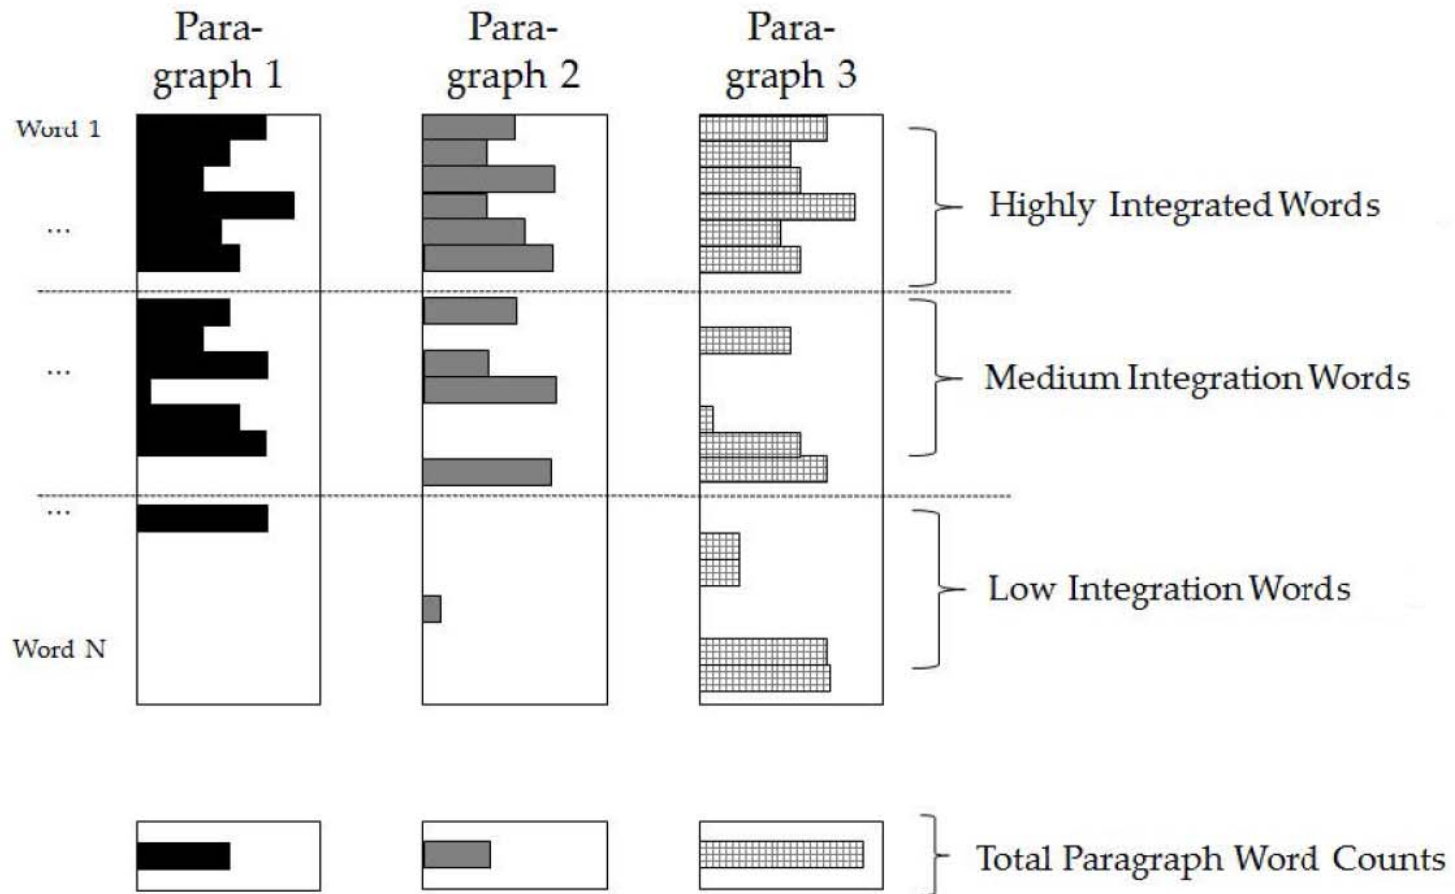 Para-
graph 1
Para-
graph 2
Para-
graph 3
Word 1
...
Highly Integrated Words
...
Medium Integration Words
...
Low Integration Words
Word N
Total Paragraph Word Counts